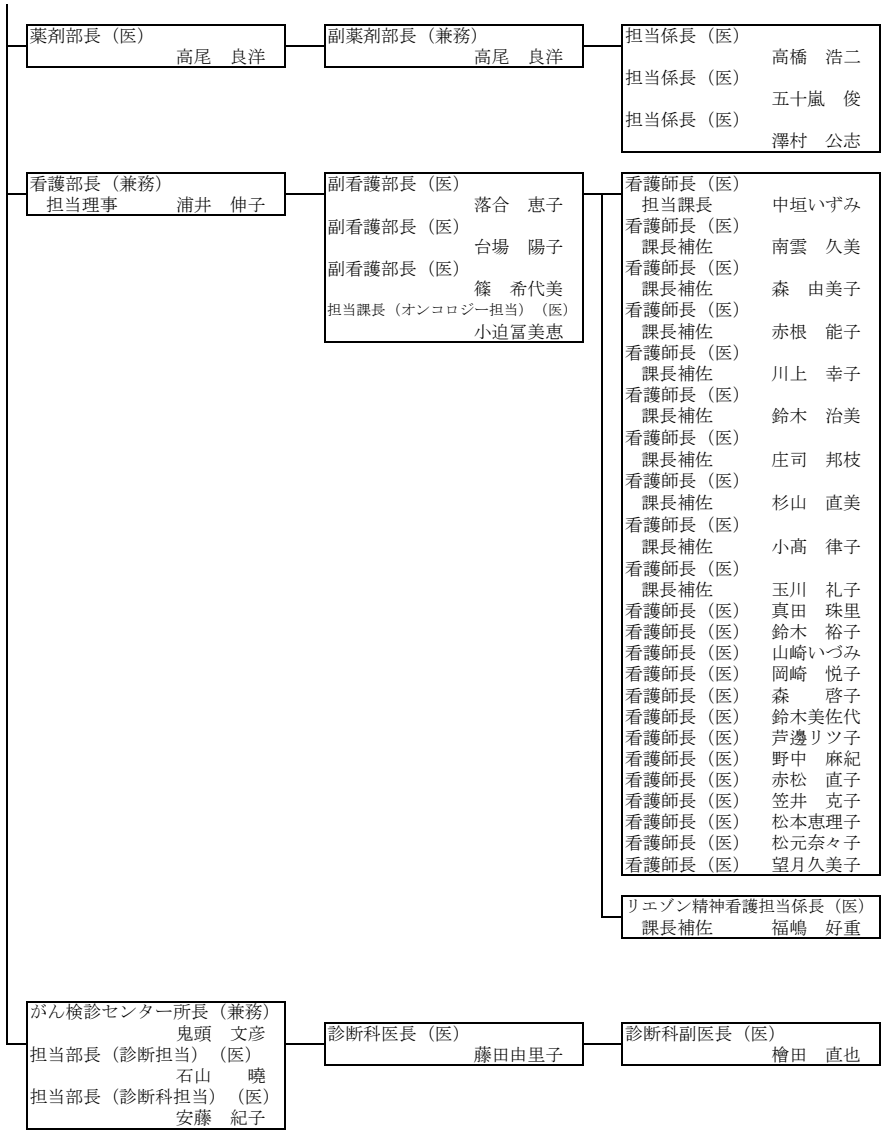 薬剤部長（医）
高尾　良洋
副薬剤部長（兼務）
高尾　良洋
担当係長（医）
高橋　浩二
担当係長（医）
五十嵐　俊
担当係長（医）
澤村　公志
看護部長（兼務）
担当理事　浦井　伸子
副看護部長（医）
落合　恵子
副看護部長（医）
台場　陽子
副看護部長（医）
篠　希代美
担当課長（オンコロジー担当）（医）
小迫冨美恵
看護師長（医）
担当課長　中垣いずみ
看護師長（医）
課長補佐　南雲　久美
看護師長（医）
課長補佐　森　由美子
看護師長（医）
課長補佐　赤根　能子
看護師長（医）
課長補佐　川上　幸子
看護師長（医）
課長補佐　鈴木　治美
看護師長（医）
課長補佐　庄司　邦枝
看護師長（医）
課長補佐　杉山　直美
看護師長（医）
課長補佐　小髙　律子
看護師長（医）
課長補佐　玉川　礼子
看護師長（医）　真田　珠里
看護師長（医）　鈴木　裕子
看護師長（医）　山崎いづみ
看護師長（医）　岡崎　悦子
看護師長（医）　森　　啓子
看護師長（医）　鈴木美佐代
看護師長（医）　芦邊リツ子
看護師長（医）　野中　麻紀
看護師長（医）　赤松　直子
看護師長（医）　笠井　克子
看護師長（医）　松本恵理子
看護師長（医）　松元奈々子
看護師長（医）　望月久美子
リエゾン精神看護担当係長（医）
課長補佐　福嶋　好重
がん検診センター所長（兼務）
鬼頭　文彦
担当部長（診断担当）（医）
石山　　曉
担当部長（診断科担当）（医）
安藤　紀子
診断科医長（医）
藤田由里子
診断科副医長（医）
檜田　直也